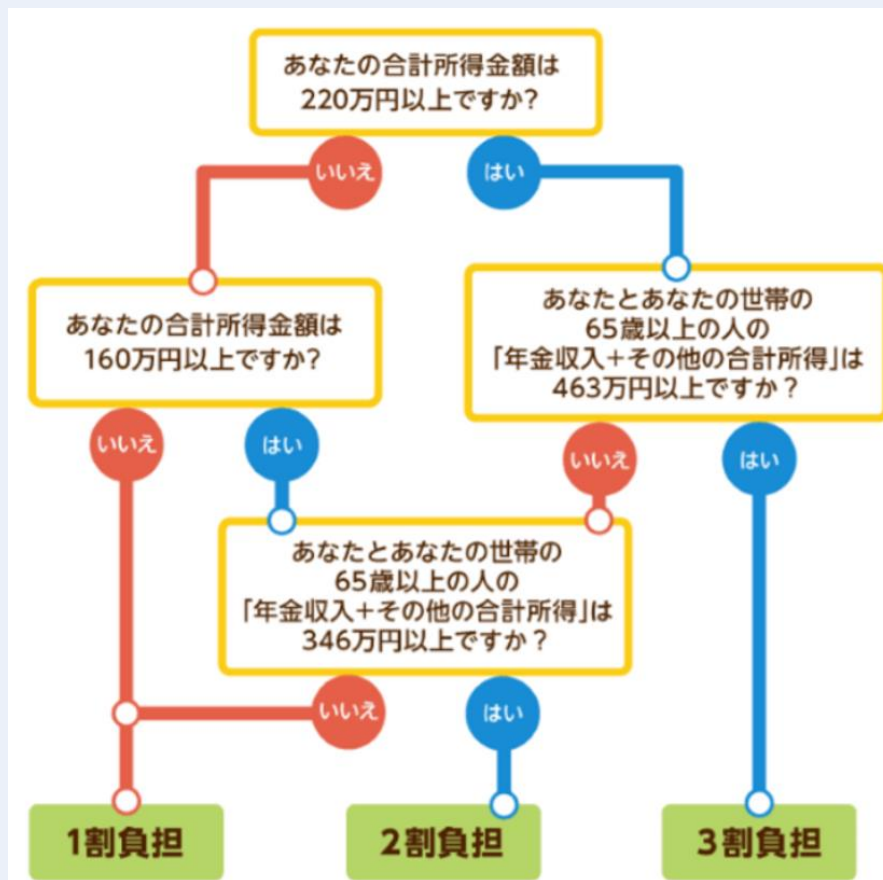 あなたの合計所得金額は
220万円以上ですか?
いいえ
はい
あなたの合計所得金額は
160万円以上ですか?
あなたとあなたの世帯の
65歳以上の人の
「年金収入+その他の合計所得」は
463万円以上ですか？
いいえ
はい
いいえ
はい
あなたとあなたの世帯の
65歳以上の人の
「年金収入+その他の合計所得」は
346万円以上ですか？
いいえ
はい
1割負担
2割負担
3割負担